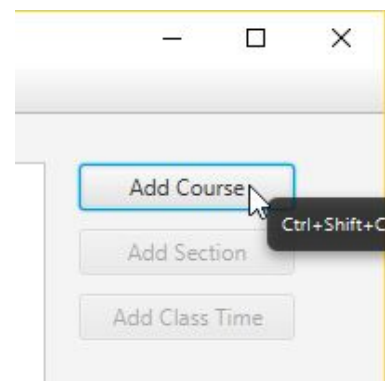 Add Course
Ctrl+Shift+C
Add Section
Add Class Time